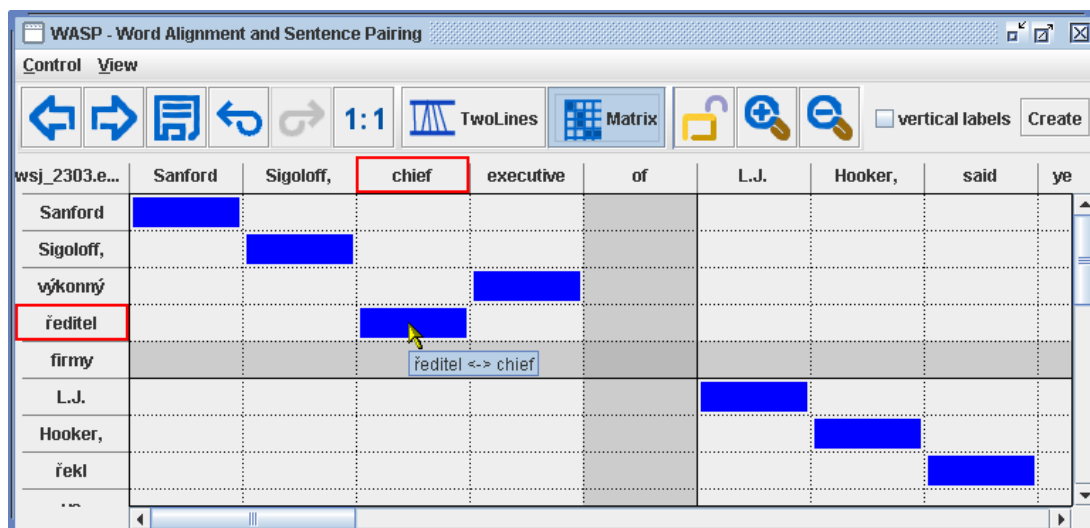 WASP - Word Alignment and Sentence Pairing
Control View
1:1 TwoLines Matrix vertical labels Create
wsj_2303.e... Sanford Sigoloff, chief executive of L.J. Hooker, said ye
Sanford
Sigoloff,
výkonný
ředitel
firmy
ředitel <-> chief
L.J.
Hooker,
řekl